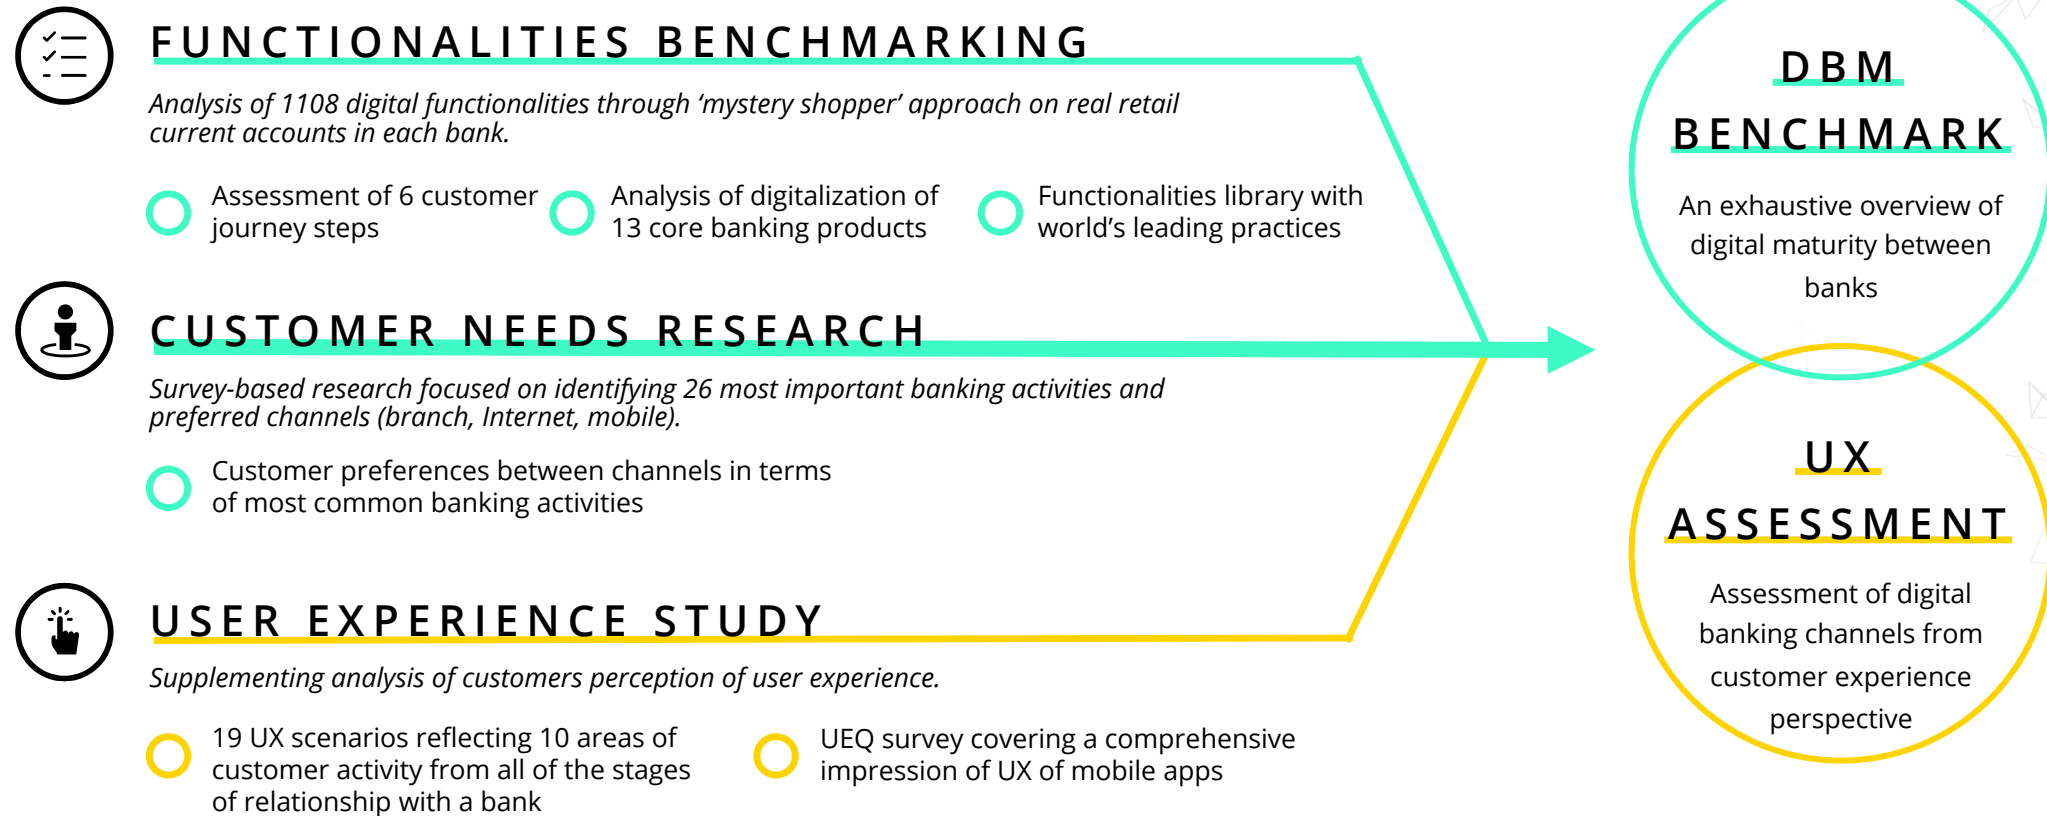 FUNCTIONALITIES BENCHMARKING
Analysis of 1108 digital functionalities through ‘mystery shopper’ approach on real retail
current accounts in each bank.
Assessment of 6 customer
journey steps
Analysis of digitalization of
13 core banking products
Functionalities library with
world’s leading practices
CUSTOMER NEEDS RESEARCH
Survey-based research focused on identifying 26 most important banking activities and
preferred channels (branch, Internet, mobile).
Customer preferences between channels in terms
of most common banking activities
USER EXPERIENCE STUDY
Supplementing analysis of customers perception of user experience.
19 UX scenarios reflecting 10 areas of
customer activity from all of the stages
of relationship with a bank
UEQ survey covering a comprehensive
impression of UX of mobile apps
DBM
BENCHMARK
An exhaustive overview of
digital maturity between
banks
UX
ASSESSMENT
Assessment of digital
banking channels from
customer experience
perspective